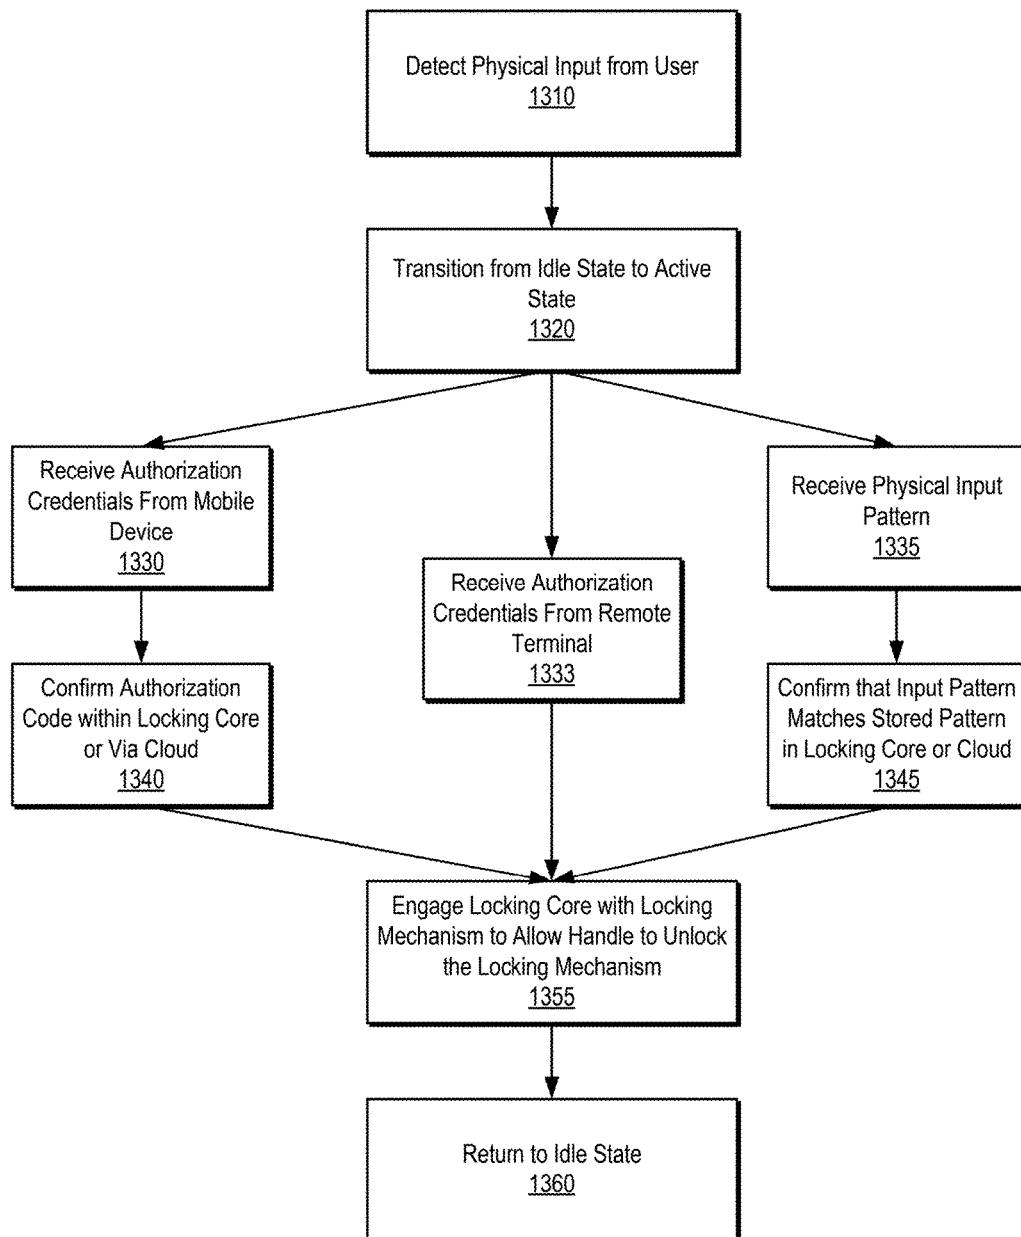 Detect Physical Input from User
1310
Transition from Idle State to Active
State
1320
Receive Authorization
Credentials From Mobile
Device
1330
Receive Physical Input
Pattern
1335
Receive Authorization
Credentials From Remote
Terminal
1333
Confirm Authorization
Code within Locking Core
or Via Cloud
1340
Confirm that Input Pattern
Matches Stored Pattern
in Locking Core or Cloud
1345
Engage Locking Core with Locking
Mechanism to Allow Handle to Unlock
the Locking Mechanism
1355
Return to Idle State
1360